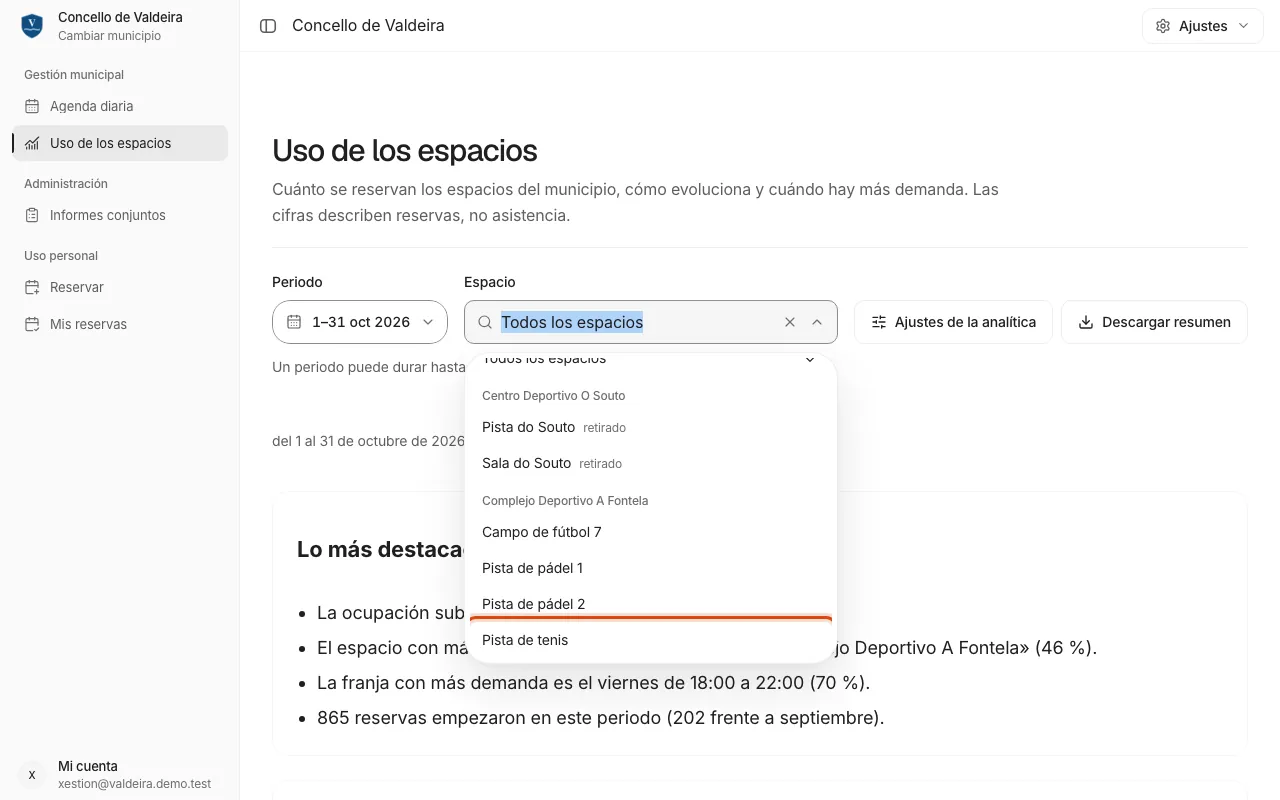 Concello de Valdeira
Cambiar municipio
Gestión municipal
Agenda diaria
Uso de los espacios
Administración
Informes conjuntos
Uso personal
Reservar
Mis reservas
X
Mi cuenta
xestion@valdeira.demo.test
Concello de Valdeira
Ajustes
Uso de los espacios
Cuánto se reservan los espacios del municipio, cómo evoluciona y cuándo hay más demanda. Las
cifras describen reservas, no asistencia.
Periodo
1–31 oct 2026
Espacio
Todos los espacios
Ajustes de la analítica
Descargar resumen
Un periodo puede durar hasta
Todos los espacios
Centro Deportivo O Souto
Pista do Souto retirado
Sala do Souto retirado
Complejo Deportivo A Fontela
Campo de fútbol 7
Pista de pádel 1
Pista de pádel 2
Pista de tenis
del 1 al 31 de octubre de 2026
Lo más destaca
La ocupación sub
El espacio con má jo Deportivo A Fontela» (46 %).
La franja con más demanda es el viernes de 18:00 a 22:00 (70 %).
865 reservas empezaron en este periodo (202 frente a septiembre).